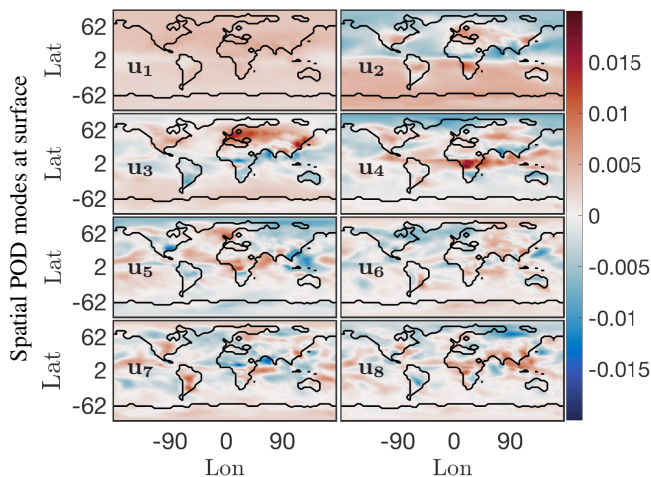 Spatial POD modes at surface
Lat 62 2 -62 u1 u2
Lat 62 2 -62 u3 u4
Lat 62 2 -62 u5 u6
Lat 62 2 -62 u7 u8
-90 0 90 -90 0 90
Lon Lon
0.015
0.01
0.005
0
-0.005
-0.01
-0.015